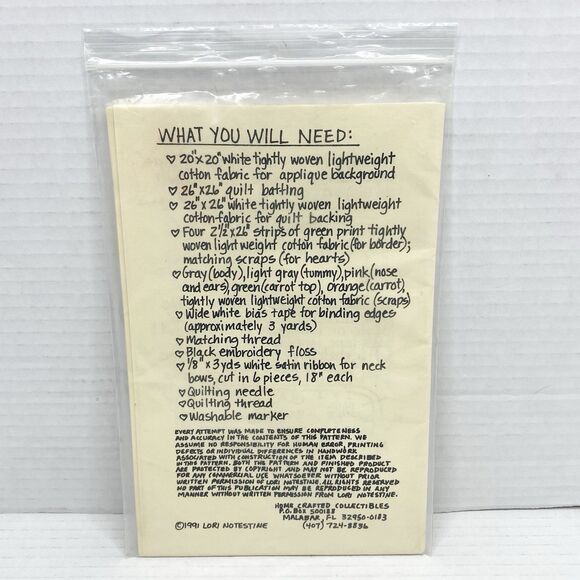 WHAT YOU WILL NEED:
♡ 20"x20" white tightly woven lightweight
cotton fabric for applique background
♡ 26"x26" quilt batting
♡ 26"x26" white tightly woven lightweight
cotton-fabric for quilt backing
♡ Four 2½"x26" strips of green print tightly
woven light weight cotton fabric (for border);
matching scraps (for hearts)
♡ Gray (body), light gray (tummy), pink (nose
and ears), green (carrot top), orange (carrot),
tightly woven lightweight cotton fabric (scraps)
♡ Wide white bias tape for binding edges
(approximately 3 yards)
♡ Matching thread
♡ Black embroidery floss
♡ 1/8" x 3 yds white satin ribbon for neck
bows, cut in 6 pieces, 18" each
♡ Quilting needle
♡ Quilting thread
♡ Washable marker
EVERY ATTEMPT WAS MADE TO ENSURE COMPLETENESS
AND ACCURACY IN THE CONTENTS OF THIS PATTERN. WE
ASSUME NO RESPONSIBILITY FOR HUMAN ERROR, PRINTING
DEFECTS OR INDIVIDUAL DIFFERENCES IN HANDWORK
ASSOCIATED WITH CONSTRUCTION OF THE ITEM DESCRIBED
IN THIS PATTERN. BOTH THE PATTERN AND FINISHED PRODUCT
ARE PROTECTED BY COPYRIGHT AND MAY NOT BE REPRODUCED
FOR ANY COMMERCIAL USE WHATSOEVER WITHOUT PRIOR
WRITTEN PERMISSION OF LORI NOTESTINE. ALL RIGHTS RESERVED
NO PART OF THIS PUBLICATION MAY BE REPRODUCED IN ANY
MANNER WITHOUT WRITTEN PERMISSION FROM LORI NOTESTINE.
HOME CRAFTED COLLECTIBLES
P.O. BOX 500183
MALABAR, FL 32950-0183
(407) 724-8836
©1991 LORI NOTESTINE